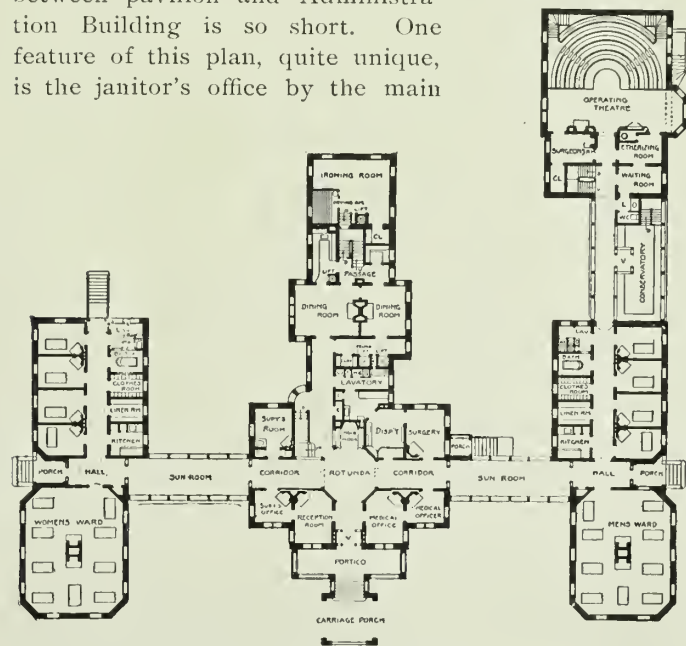 between pavilion and Administra-
tion Building is so short. One
feature of this plan, quite unique,
is the janitor's office by the main
OPERATING
THEATRE
SURGEONS R.
ETHERIZING
ROOM
CL
WAITING
ROOM
L
W.C.
V
CONSERVATORY
IRONING ROOM
LIFT
CL
LIFT
PASSAGE
DINING
ROOM
DINING
ROOM
LAVATORY
LAV
BATH
CLOTHES
ROOM
LINEN RM.
KITCHEN
CLOTHES
ROOM
LINEN RM.
KITCHEN
SUPT'S
ROOM
DISP'Y
SURGERY
PORCH
PORCH
HALL,
SUN ROOM
CORRIDOR
ROTUNDA
CORRIDOR
SUN ROOM
HALL
PORCH
SUPT'S
OFFICE
RECEPTION
ROOM
MEDICAL
OFFICE
MEDICAL
OFFICER
V
WOMENS WARD
MENS WARD
PORTICO
CARRIAGE PORCH